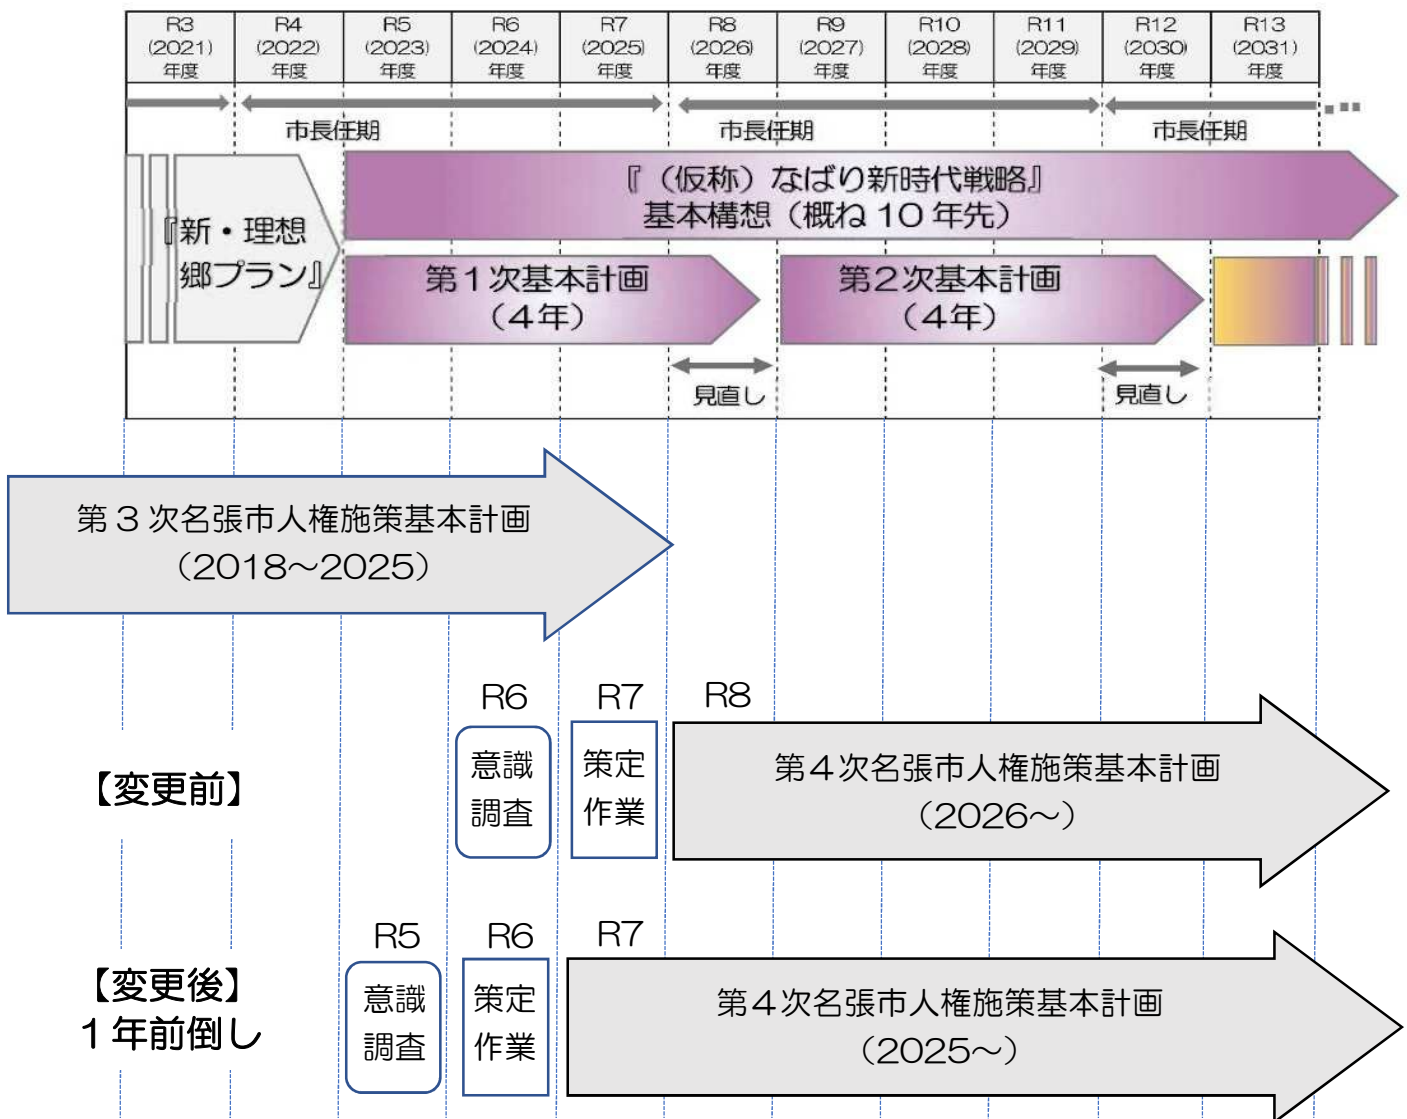 R3 R4 R5 R6 R7 R8 R9 R10 R11 R12 R13
(2021) (2022) (2023) (2024) (2025) (2026) (2027) (2028) (2029) (2030) (2031)
年度 年度 年度 年度 年度 年度 年度 年度 年度 年度 年度
市長任期 市長任期 市長任期
『新・理想
郷プラン』
『（仮称）なばり新時代戦略』
基本構想（概ね10年先）
第１次基本計画
（４年）
第２次基本計画
（４年）
見直し
見直し
第３次名張市人権施策基本計画
（2018～2025）
【変更前】
R6
意識
調査
R7
策定
作業
R8
第４次名張市人権施策基本計画
（2026～）
【変更後】
１年前倒し
R5
意識
調査
R6
策定
作業
R7
第４次名張市人権施策基本計画
（2025～）